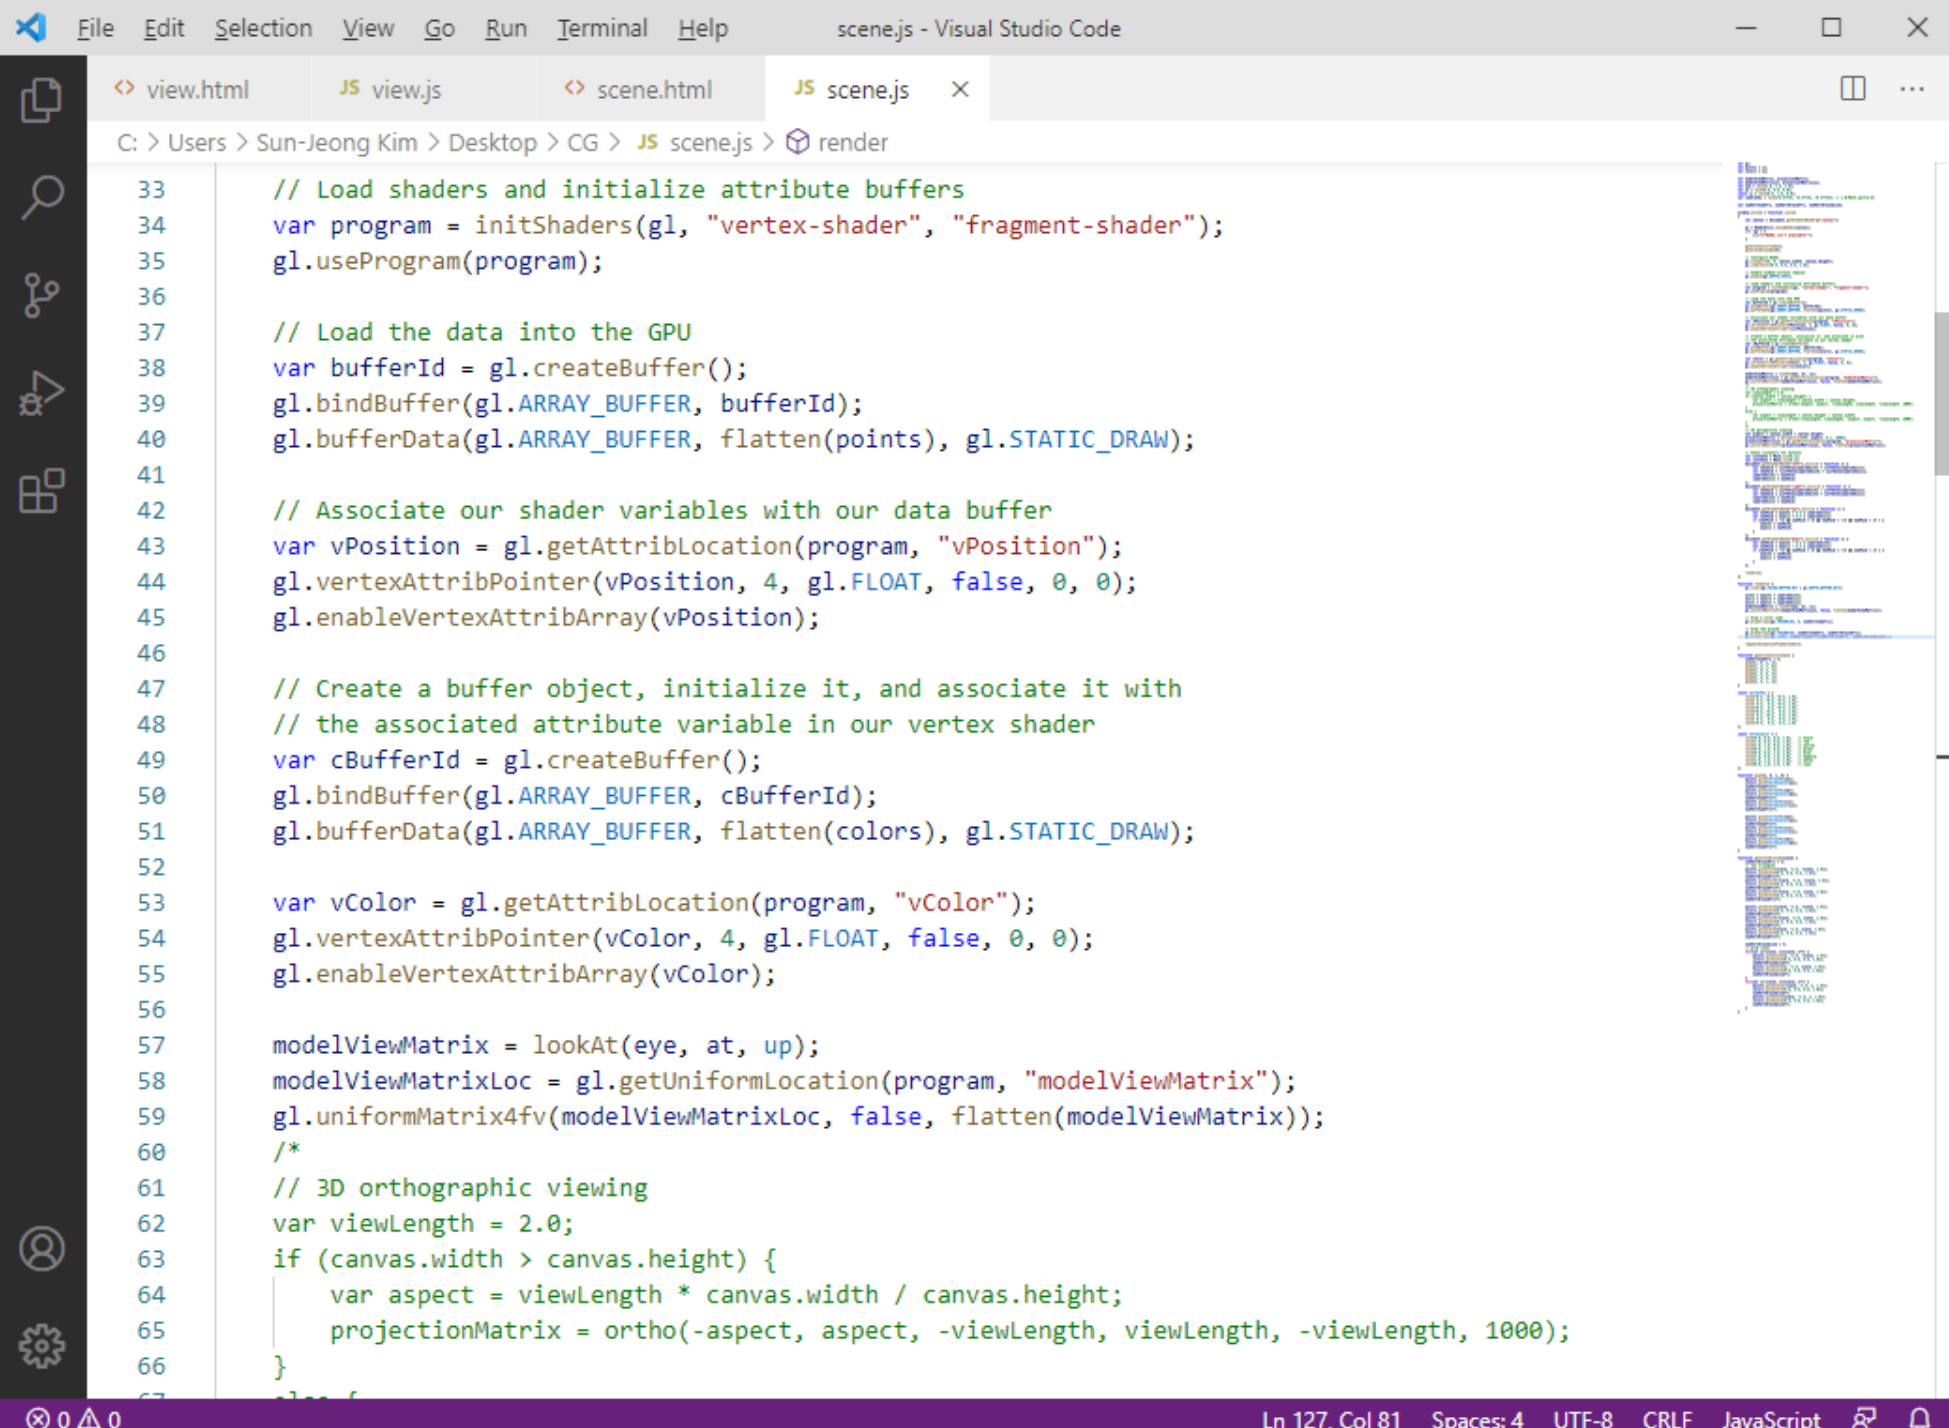 File Edit Selection View Go Run Terminal Help scene.js - Visual Studio Code
view.html JS view.js scene.html JS scene.js
C: > Users > Sun-Jeong Kim > Desktop > CG > JS scene.js > render
33 // Load shaders and initialize attribute buffers
34 var program = initShaders(gl, "vertex-shader", "fragment-shader");
35 gl.useProgram(program);
36
37 // Load the data into the GPU
38 var bufferId = gl.createBuffer();
39 gl.bindBuffer(gl.ARRAY_BUFFER, bufferId);
40 gl.bufferData(gl.ARRAY_BUFFER, flatten(points), gl.STATIC_DRAW);
41
42 // Associate our shader variables with our data buffer
43 var vPosition = gl.getAttribLocation(program, "vPosition");
44 gl.vertexAttribPointer(vPosition, 4, gl.FLOAT, false, 0, 0);
45 gl.enableVertexAttribArray(vPosition);
46
47 // Create a buffer object, initialize it, and associate it with
48 // the associated attribute variable in our vertex shader
49 var cBufferId = gl.createBuffer();
50 gl.bindBuffer(gl.ARRAY_BUFFER, cBufferId);
51 gl.bufferData(gl.ARRAY_BUFFER, flatten(colors), gl.STATIC_DRAW);
52
53 var vColor = gl.getAttribLocation(program, "vColor");
54 gl.vertexAttribPointer(vColor, 4, gl.FLOAT, false, 0, 0);
55 gl.enableVertexAttribArray(vColor);
56
57 modelViewMatrix = lookAt(eye, at, up);
58 modelViewMatrixLoc = gl.getUniformLocation(program, "modelViewMatrix");
59 gl.uniformMatrix4fv(modelViewMatrixLoc, false, flatten(modelViewMatrix));
60 /*
61 // 3D orthographic viewing
62 var viewLength = 2.0;
63 if (canvas.width > canvas.height) {
64 var aspect = viewLength * canvas.width / canvas.height;
65 projectionMatrix = ortho(-aspect, aspect, -viewLength, viewLength, -viewLength, 1000);
66 }
67 else {
0 0 Ln 127, Col 81 Spaces: 4 UTF-8 CRLF JavaScript